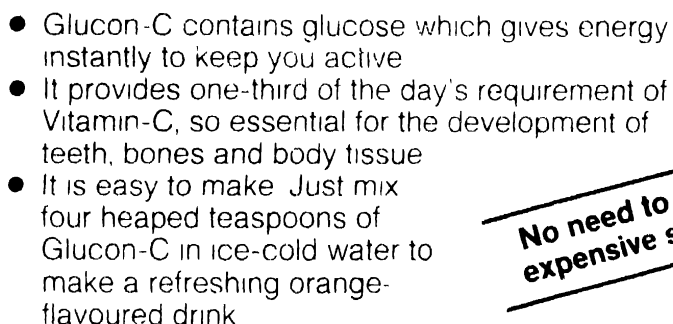 ● Glucon-C contains glucose which gives energy
instantly to keep you active
● It provides one-third of the day's requirement of
Vitamin-C, so essential for the development of
teeth, bones and body tissue
● It is easy to make Just mix
four heaped teaspoons of
Glucon-C in ice-cold water to
make a refreshing orange-
flavoured drink
No need to
expensive s